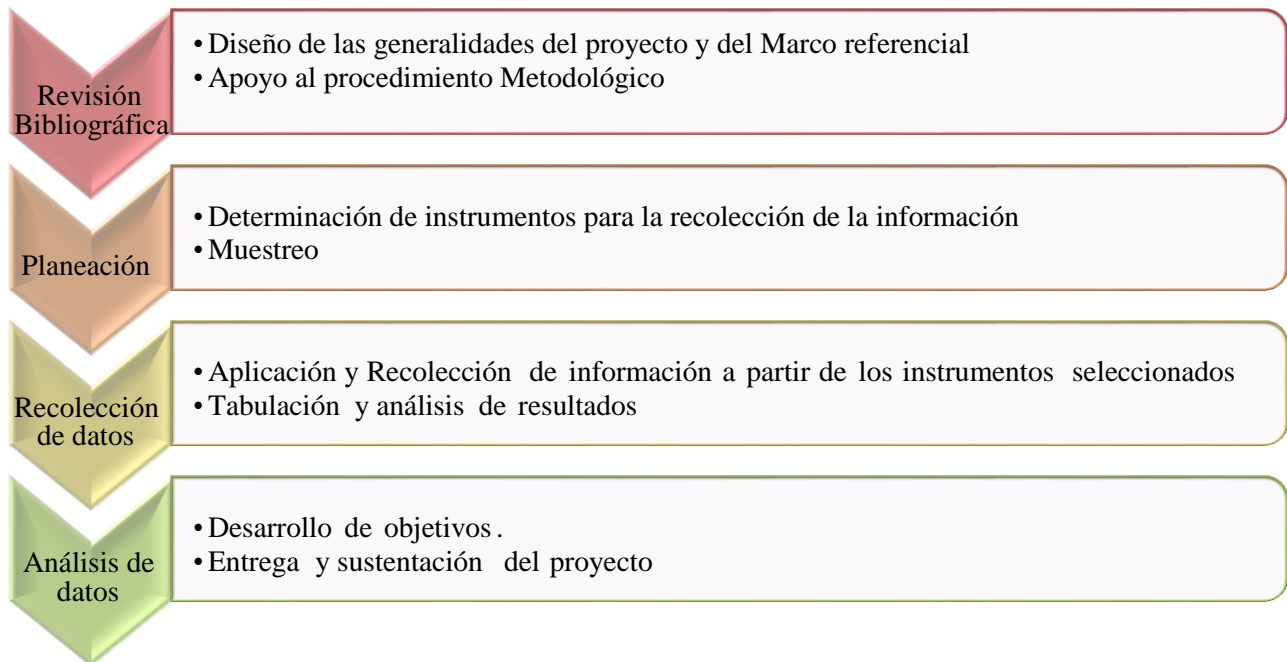 Revisión
Bibliográfica
• Diseño de las generalidades del proyecto y del Marco referencial
• Apoyo al procedimiento Metodológico
Planeación
• Determinación de instrumentos para la recolección de la información
• Muestreo
Recolección
de datos
• Aplicación y Recolección de información a partir de los instrumentos seleccionados
• Tabulación y análisis de resultados
Análisis de
datos
• Desarrollo de objetivos.
• Entrega y sustentación del proyecto